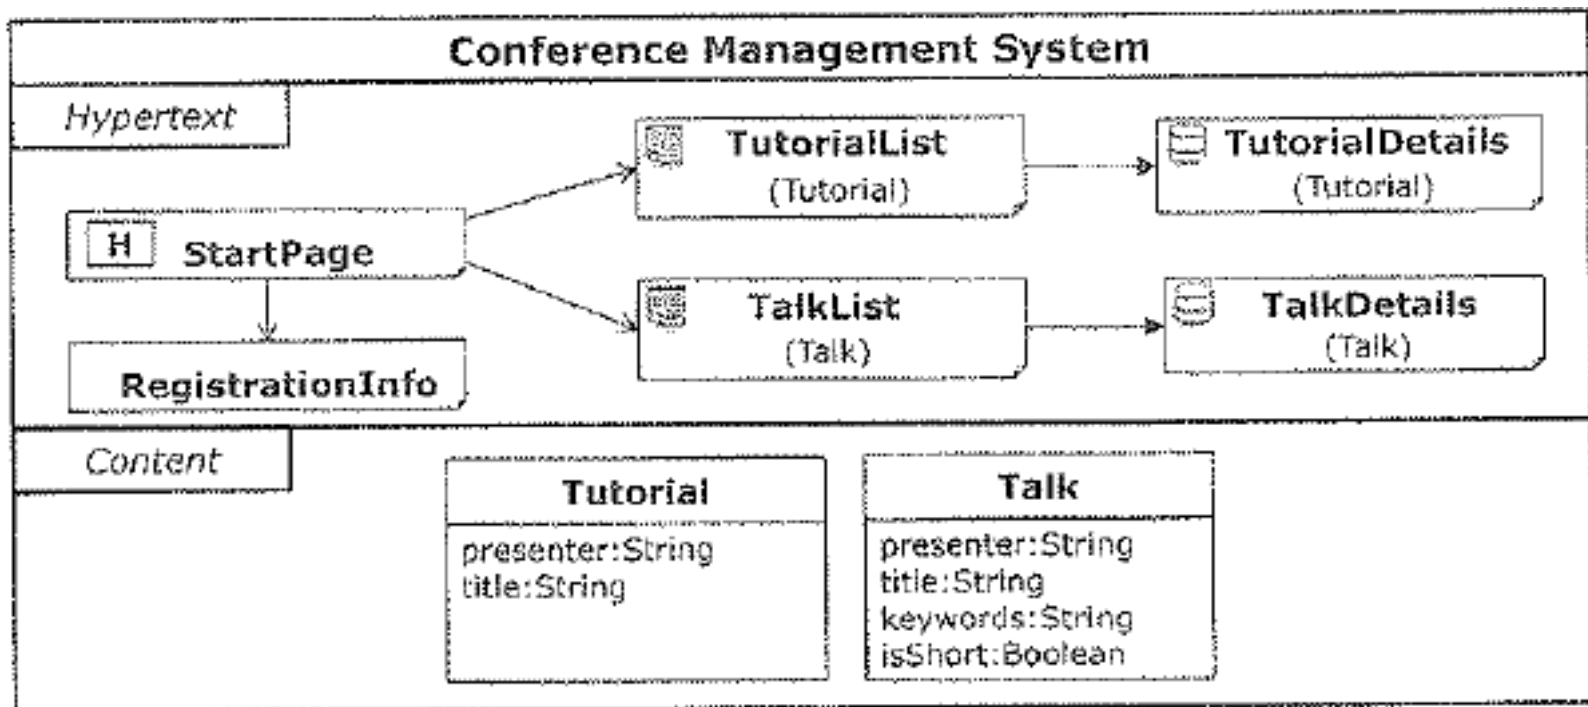 Conference Management System
Hypertext
TutorialList
(Tutorial)
TutorialDetails
(Tutorial)
H
StartPage
TalkList
(Talk)
TalkDetails
(Talk)
RegistrationInfo
Content
Tutorial
presenter:String
title:String
Talk
presenter:String
title:String
keywords:String
isShort:Boolean